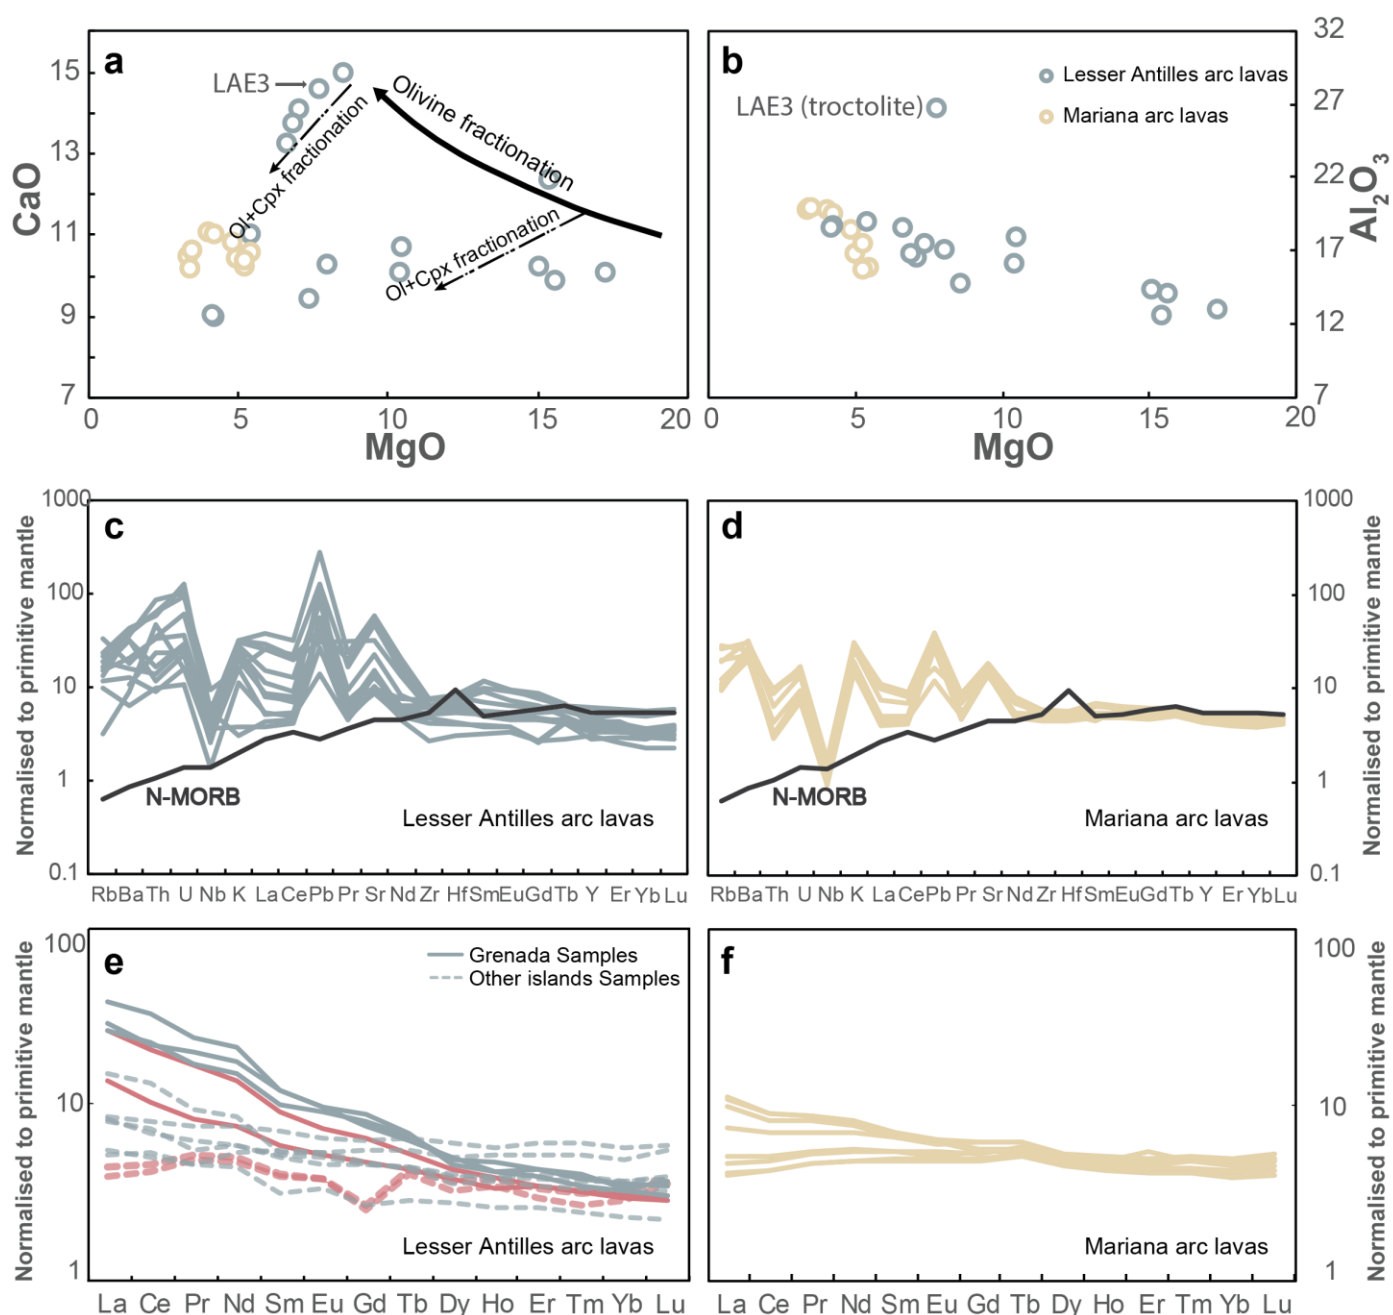 a
LAE3
Olivine fractionation
Ol+Cpx fractionation
Ol+Cpx fractionation
CaO
15
13
11
9
7
0
5
10
15
20
MgO
b
Lesser Antilles arc lavas
Mariana arc lavas
LAE3 (troctolite)
32
27
22
17
12
7
Al2O3
0
5
10
15
20
MgO
c
1000
100
10
1
0.1
Normalised to primitive mantle
N-MORB
Lesser Antilles arc lavas
Rb Ba Th U Nb K La Ce Pb Pr Sr Nd Zr Hf Sm Eu Gd Tb Y Er Yb Lu
d
1000
100
10
1
0.1
Normalised to primitive mantle
N-MORB
Mariana arc lavas
Rb Ba Th U Nb K La Ce Pb Pr Sr Nd Zr Hf Sm Eu Gd Tb Y Er Yb Lu
e
Grenada Samples
Other islands Samples
100
10
1
Normalised to primitive mantle
Lesser Antilles arc lavas
La Ce Pr Nd Sm Eu Gd Tb Dy Ho Er Tm Yb Lu
f
100
10
1
Normalised to primitive mantle
Mariana arc lavas
La Ce Pr Nd Sm Eu Gd Tb Dy Ho Er Tm Yb Lu